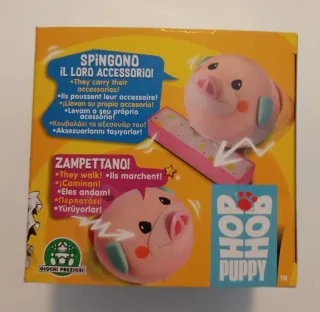 SPINGONO
iL LORO ACCESSORiO!
•They carry their
accessories!
•Ils poussent leur accessoire!
•¡Llevan su propio accesorio!
•Levam o seu próprio
acessório!
•Κουβαλάει το αξεσουάρ του!
•Aksesuarlarını taşıyorlar!
ZAMPETTANO!
•They walk! •Ils marchent!
•¡Caminan!
•Eles andam!
•Περπατάει!
•Yürüyorlar!
HOP
HOP
PUPPY
GIOCHI PREZIOSI